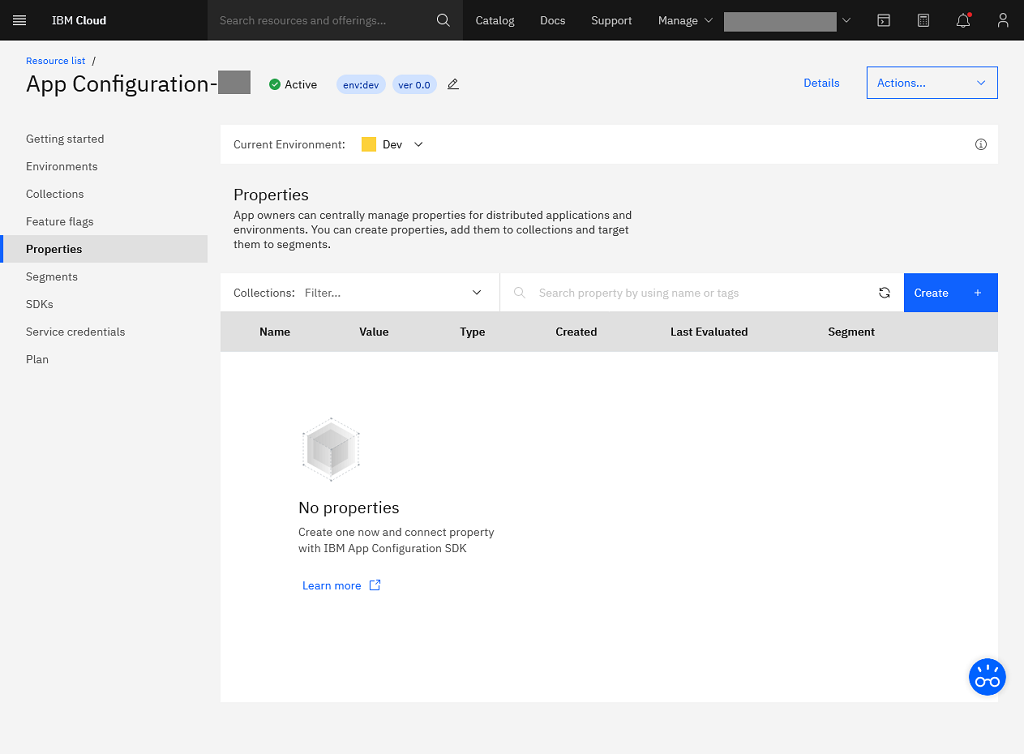 IBM Cloud
Search resources and offerings...
Catalog
Docs
Support
Manage
Resource list /
App Configuration-
Active
env:dev
ver 0.0
Details
Actions...
Getting started
Environments
Collections
Feature flags
Properties
Segments
SDKs
Service credentials
Plan
Current Environment:
Dev
Properties
App owners can centrally manage properties for distributed applications and
environments. You can create properties, add them to collections and target
them to segments.
Collections: Filter...
Search property by using name or tags
Create +
Name Value Type Created Last Evaluated Segment
No properties
Create one now and connect property
with IBM App Configuration SDK
Learn more